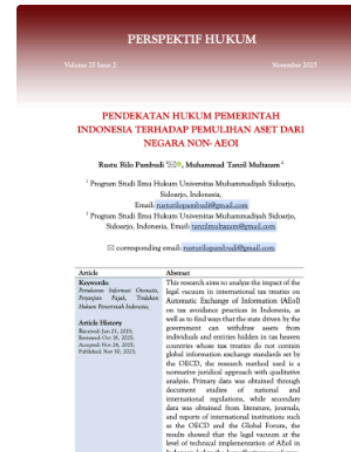 PERSPEKTIF HUKUM
Volume 25 Issue 2 November 2025
PENDEKATAN HUKUM PEMERINTAH
INDONESIA TERHADAP PEMULIHAN ASET DARI
NEGARA NON- AEOI
Rustu Rilo Pambudi ¹, Muhammad Tanzil Multazam ²
¹ Program Studi Ilmu Hukum Universitas Muhammadiyah Sidoarjo,
Sidoarjo, Indonesia,
Email: rusturilopambudi@gmail.com
² Program Studi Ilmu Hukum Universitas Muhammadiyah Sidoarjo,
Sidoarjo, Indonesia, Email: tanzilmultazam@gmail.com
corresponding email: rusturilopambudi@gmail.com
Article Abstract
Keywords: This research aims to analyze the impact of the
Pertukaran Informasi Otomatis, legal vacuum in international tax treaties on
Perjanjian Pajak, Tindakan Automatic Exchange of Information (AEoI)
Hukum Pemerintah Indonesia; on tax avoidance practices in Indonesia, as
well as to find ways that the state driven by the
Article History government can withdraw assets from
Received: Jun 25, 2025; individuals and entities hidden in tax heaven
Reviewed: Oct 18, 2025; countries whose tax treaties do not contain
Accepted: Nov 24, 2025; global information exchange standards set by
Published: Nov 30, 2025; the OECD, the research method used is a
normative juridical approach with qualitative
analysis. Primary data was obtained through
document studies of national and
international regulations, while secondary
data was obtained from literature, journals,
and reports of international institutions such
as the OECD and the Global Forum, the
results showed that the legal vacuum at the
level of technical implementation of AEoI in